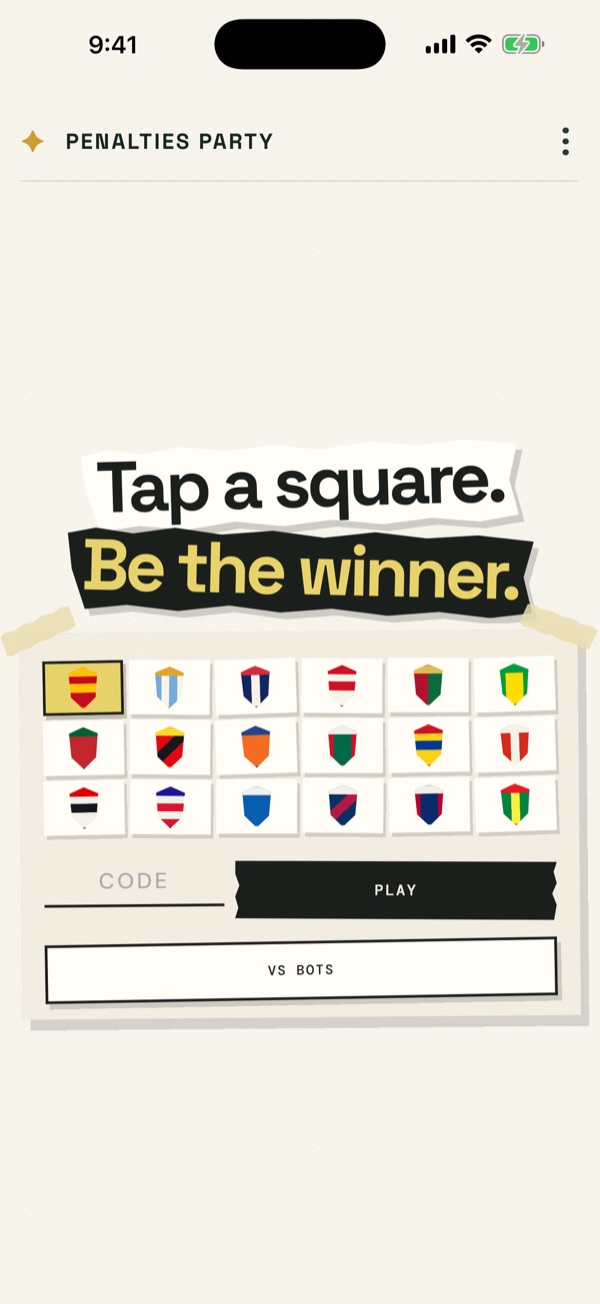 9:41
PENALTIES PARTY
Tap a square.
Be the winner.
CODE
PLAY
VS BOTS